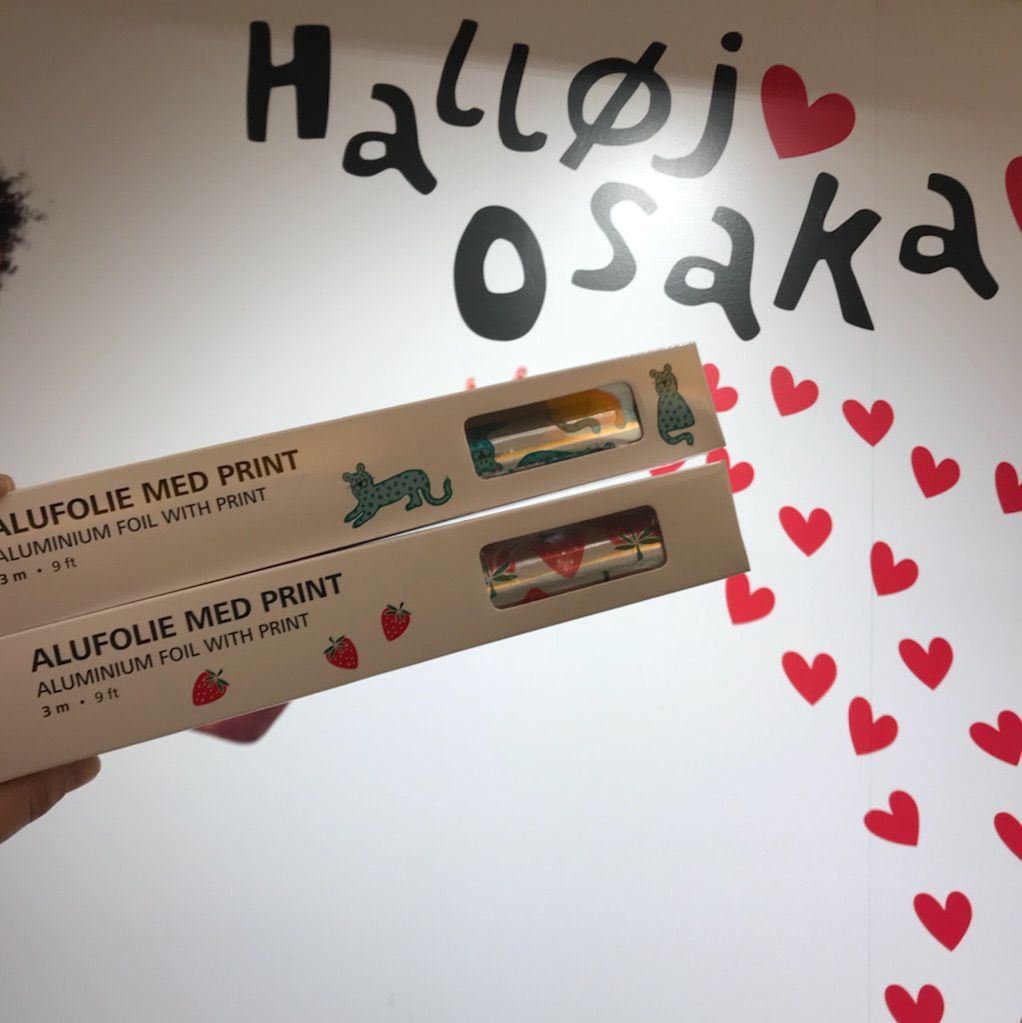 Halløj
osaka
ALUFOLIE MED PRINT
ALUMINIUM FOIL WITH PRINT
3 m • 9 ft
ALUFOLIE MED PRINT
ALUMINIUM FOIL WITH PRINT
3 m • 9 ft